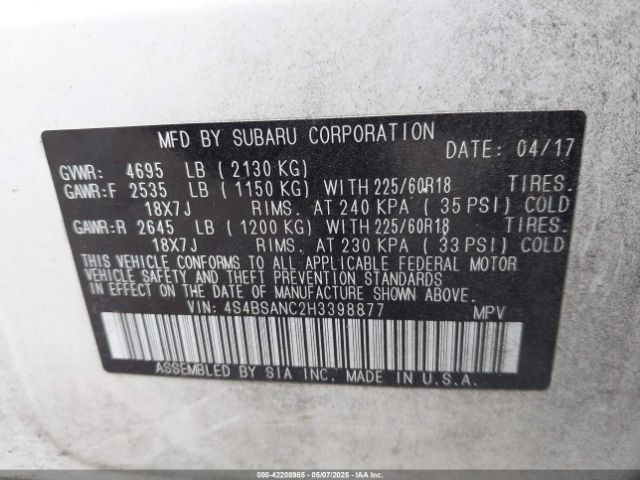 MFD BY SUBARU CORPORATION DATE: 04/17
GVWR: 4695 LB ( 2130 KG)
GAWR:F 2535 LB ( 1150 KG) WITH 225/60R18 TIRES.
18X7J RIMS. AT 240 KPA ( 35 PSI) COLD
GAWR:R 2645 LB ( 1200 KG) WITH 225/60R18 TIRES.
18X7J RIMS. AT 230 KPA ( 33 PSI) COLD
THIS VEHICLE CONFORMS TO ALL APPLICABLE FEDERAL MOTOR
VEHICLE SAFETY AND THEFT PREVENTION STANDARDS
IN EFFECT ON THE DATE OF MANUFACTURE SHOWN ABOVE.
VIN: 4S4BSANC2H3398877 MPV
ASSEMBLED BY SIA INC. MADE IN U.S.A.
000-42208985 - 05/07/2025 -